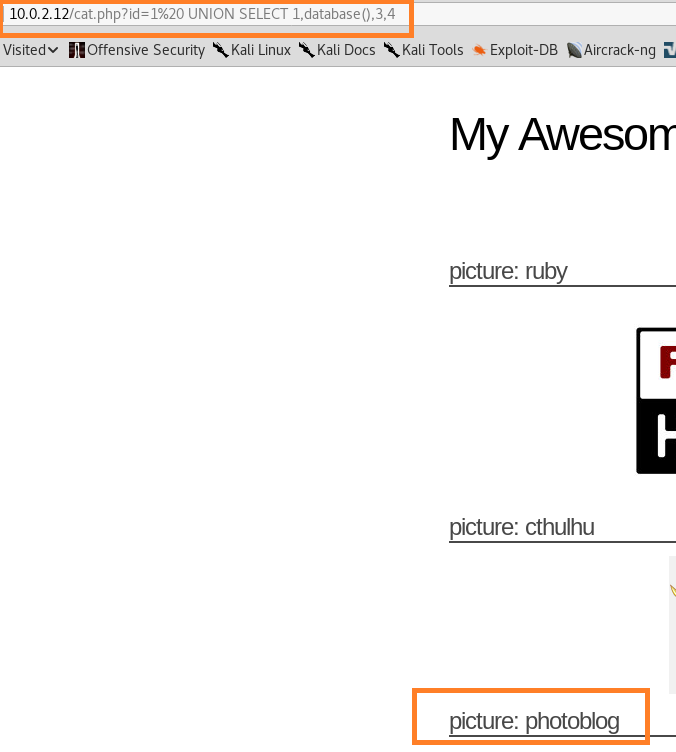 10.0.2.12/cat.php?id=1%20 UNION SELECT 1,database(),3,4
Visited Offensive Security Kali Linux Kali Docs Kali Tools Exploit-DB Aircrack-ng
My Awesom
picture: ruby
F
H
picture: cthulhu
picture: photoblog